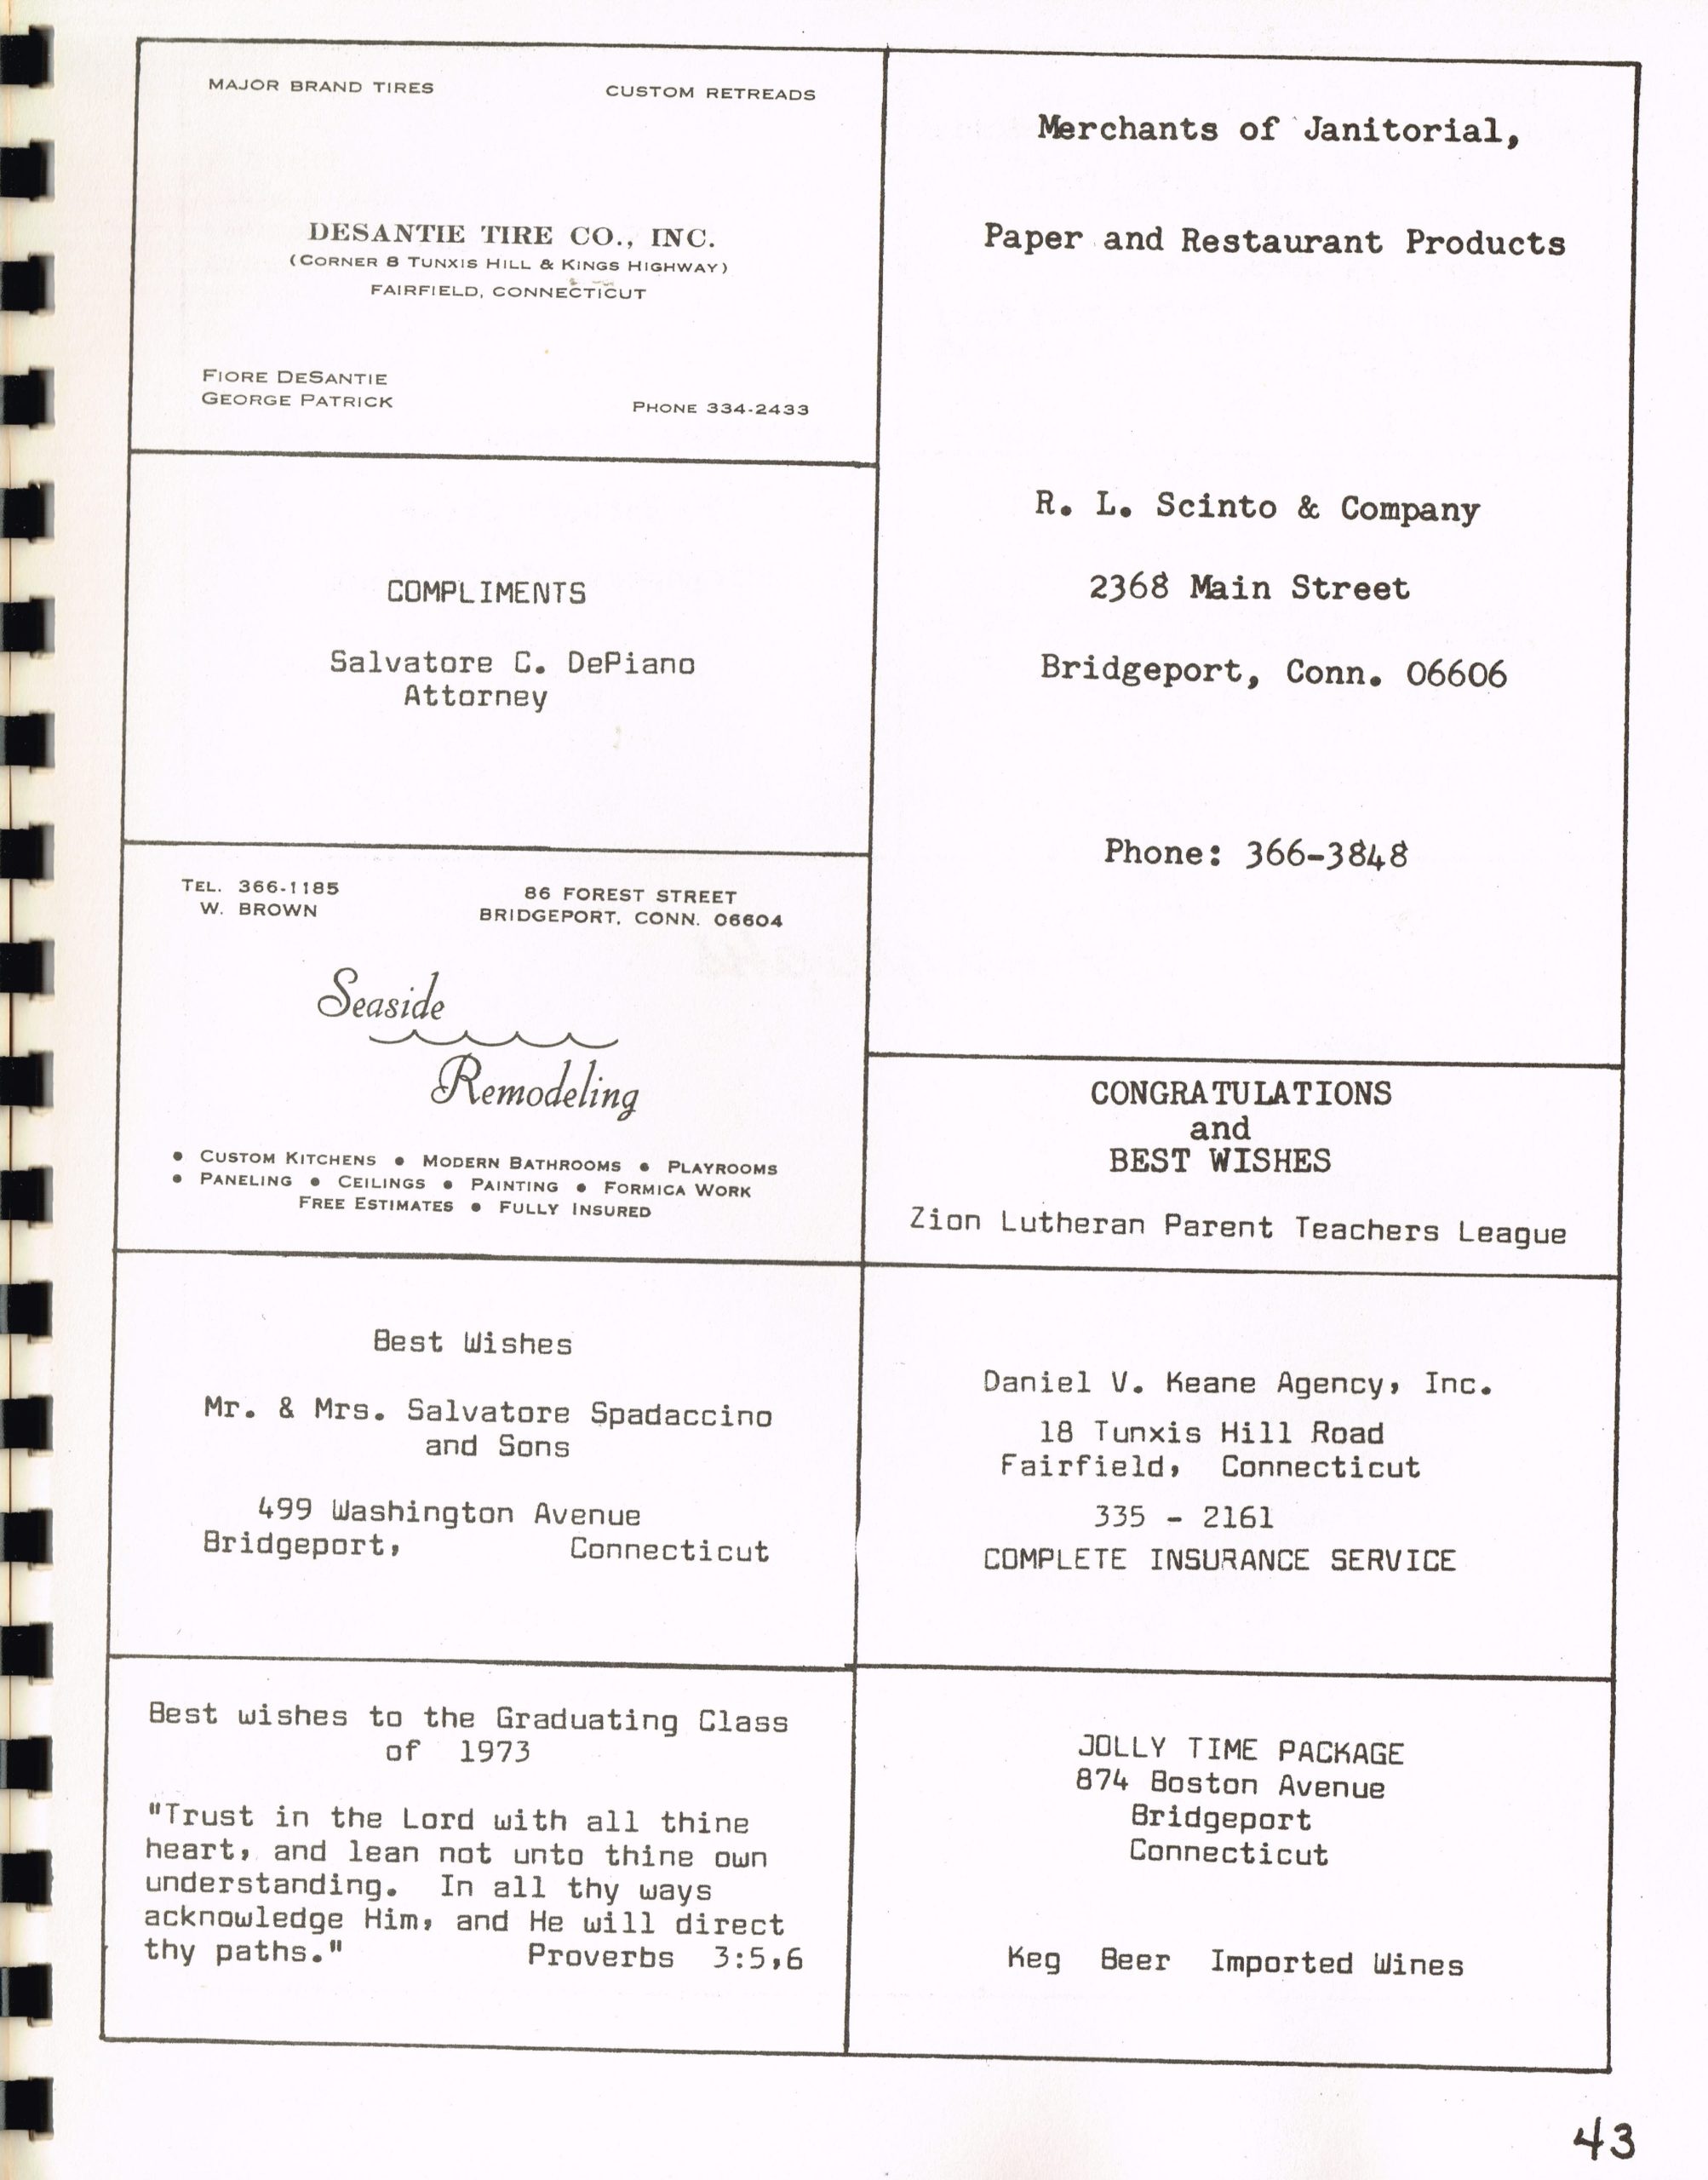 MAJOR BRAND TIRES CUSTOM RETREADS
DESANTIE TIRE CO., INC.
(CORNER 8 TUNXIS HILL & KINGS HIGHWAY)
FAIRFIELD, CONNECTICUT
FIORE DESANTIE
GEORGE PATRICK
PHONE 334-2433
COMPLIMENTS
Salvatore C. DePiano
Attorney
TEL. 366-1185
W. BROWN
86 FOREST STREET
BRIDGEPORT, CONN. 06604
Seaside
Remodeling
• CUSTOM KITCHENS • MODERN BATHROOMS • PLAYROOMS
• PANELING • CEILINGS • PAINTING • FORMICA WORK
FREE ESTIMATES • FULLY INSURED
Best Wishes
Mr. & Mrs. Salvatore Spadaccino
and Sons
499 Washington Avenue
Bridgeport, Connecticut
Best wishes to the Graduating Class
of 1973
"Trust in the Lord with all thine
heart, and lean not unto thine own
understanding. In all thy ways
acknowledge Him, and He will direct
thy paths." Proverbs 3:5,6
Merchants of Janitorial,
Paper and Restaurant Products
R. L. Scinto & Company
2368 Main Street
Bridgeport, Conn. 06606
Phone: 366-3848
CONGRATULATIONS
and
BEST WISHES
Zion Lutheran Parent Teachers League
Daniel V. Keane Agency, Inc.
18 Tunxis Hill Road
Fairfield, Connecticut
335 - 2161
COMPLETE INSURANCE SERVICE
JOLLY TIME PACKAGE
874 Boston Avenue
Bridgeport
Connecticut
Keg Beer Imported Wines
43